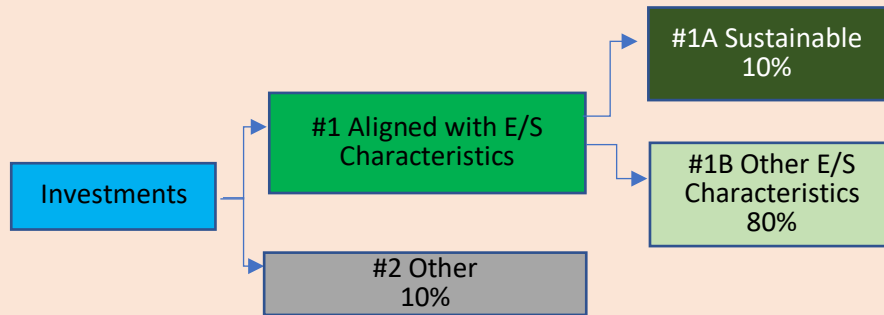 Investments
#1 Aligned with E/S
Characteristics
#2 Other
10%
#1A Sustainable
10%
#1B Other E/S
Characteristics
80%